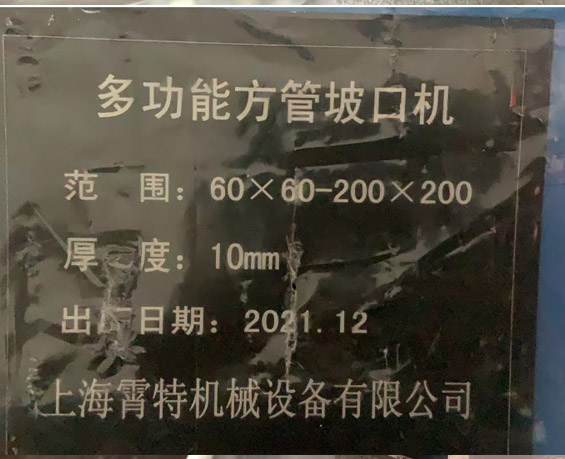 多功能方管坡口机
范 围：60×60-200×200
厚 度：10mm
出厂日期：2021.12
上海霄特机械设备有限公司